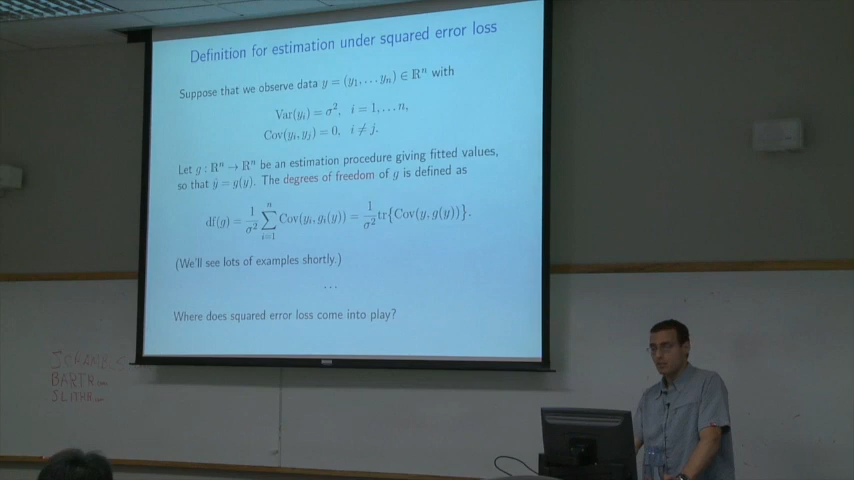 Definition for estimation under squared error loss
Suppose that we observe data y = (y₁, . . . yₙ) ∈ ℝⁿ with
Var(yᵢ) = σ², i = 1, . . . n,
Cov(yᵢ, yⱼ) = 0, i ≠ j.
Let g : ℝⁿ → ℝⁿ be an estimation procedure giving fitted values,
so that ŷ = g(y). The degrees of freedom of g is defined as
df(g) = 1/σ² ∑ᵢ₌₁ⁿ Cov(yᵢ, gᵢ(y)) = 1/σ² tr{Cov(y, g(y))}.
(We'll see lots of examples shortly.)
. . .
Where does squared error loss come into play?